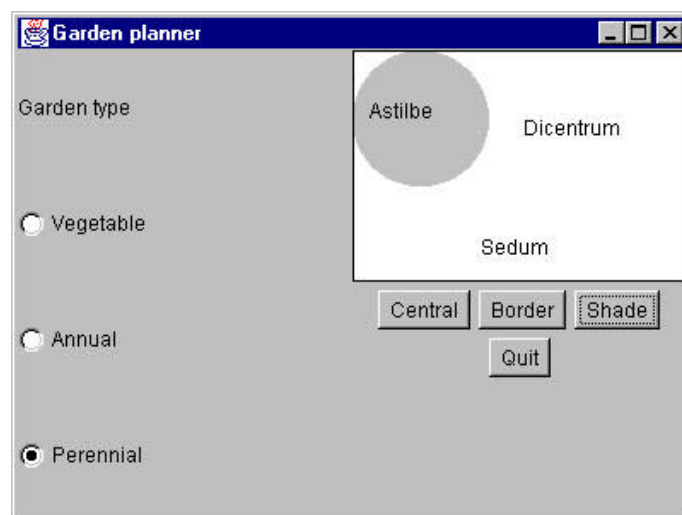 Garden planner
Garden type
Vegetable
Annual
Perennial
Astilbe
Dicentrum
Sedum
Central Border Shade
Quit